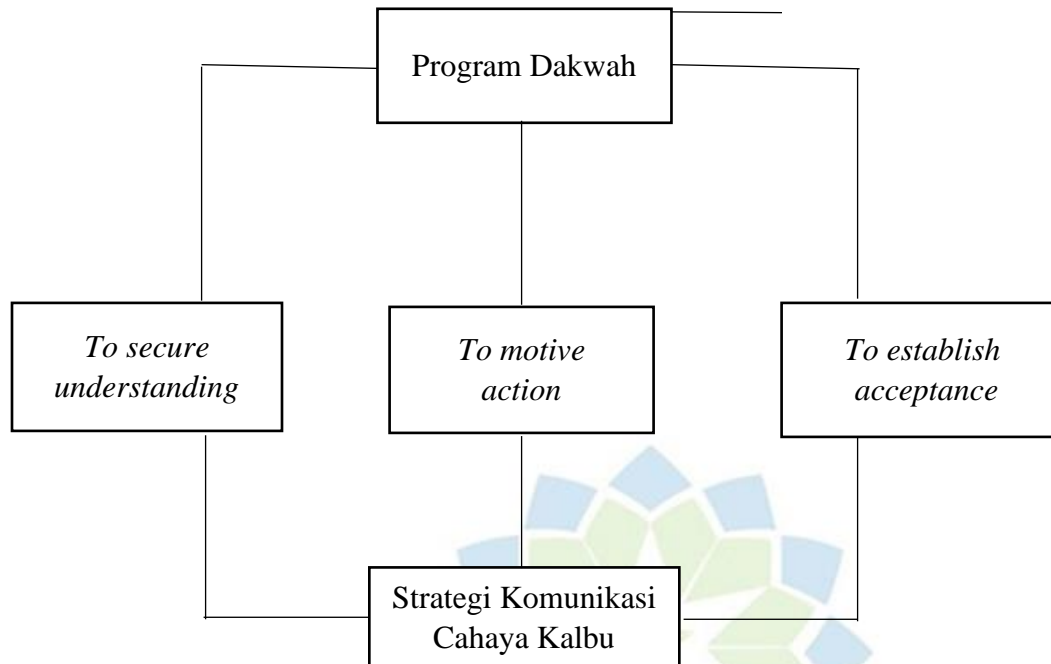 Program Dakwah
To secure
understanding
To motive
action
To establish
acceptance
Strategi Komunikasi
Cahaya Kalbu